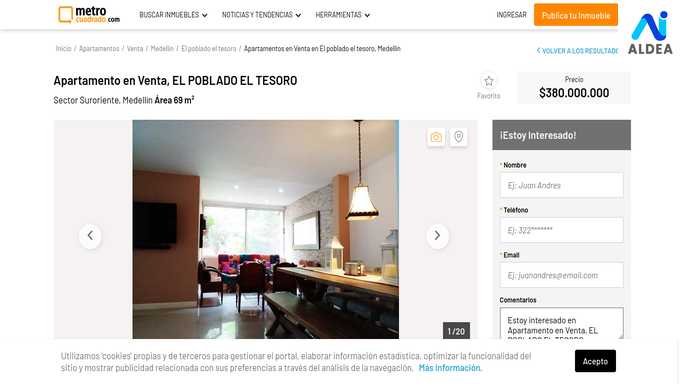 metro
cuadrado.com
BUSCAR INMUEBLES
NOTICIAS Y TENDENCIAS
HERRAMIENTAS
INGRESAR
Publica tu Inmueble
ALDEA
Inicio / Apartamentos / Venta / Medellín / El poblado el tesoro / Apartamentos en Venta en El poblado el tesoro, Medellín
VOLVER A LOS RESULTADO
Apartamento en Venta, EL POBLADO EL TESORO
Sector Suroriente, Medellín Área 69 m²
Favorito
Precio
$380.000.000
¡Estoy Interesado!
* Nombre
Ej: Juan Andres
* Teléfono
Ej: 322*******
* Email
Ej: juanandres@email.com
Comentarios
Estoy interesado en
Apartamento en Venta, EL
POBLADO EL TESORO
1 / 20
Utilizamos 'cookies' propias y de terceros para gestionar el portal, elaborar información estadística, optimizar la funcionalidad del
sitio y mostrar publicidad relacionada con sus preferencias a través del análisis de la navegación. Más información.
Acepto